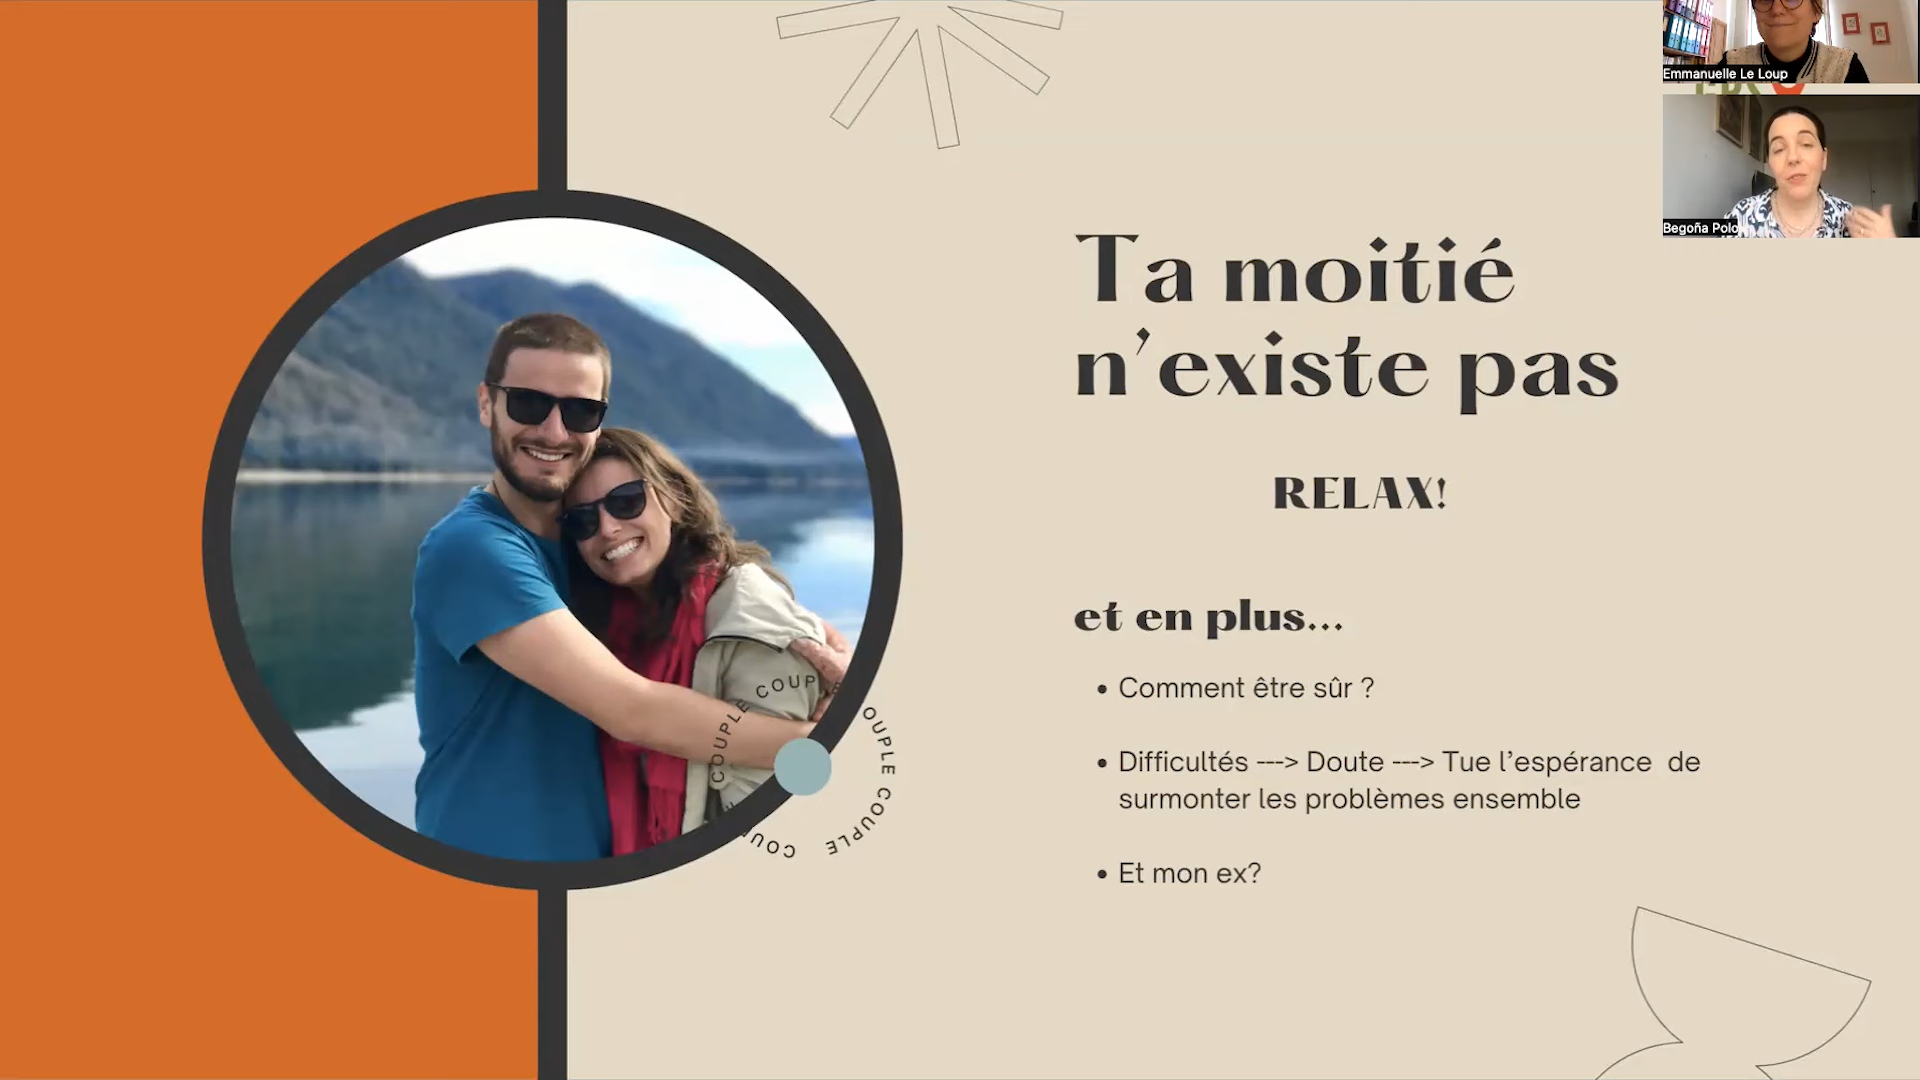 Emmanuelle Le Loup
Begoña Polo
Ta moitié
n'existe pas
RELAX!
et en plus...
• Comment être sûr ?
• Difficultés ---> Doute ---> Tue l'espérance de
surmonter les problèmes ensemble
• Et mon ex?
COUPLE COUP
OUPLE COUPLE
COU